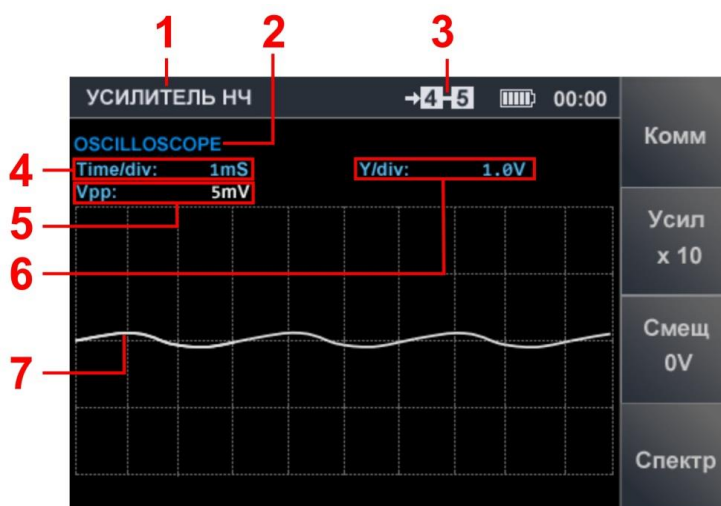 1 2 3
УСИЛИТЕЛЬ НЧ →4-5 00:00
OSCILLOSCOPE
4 Time/div: 1mS Y/div: 1.0V
Vpp: 5mV
5
6
7
Комм
Усил
x 10
Смещ
0V
Спектр